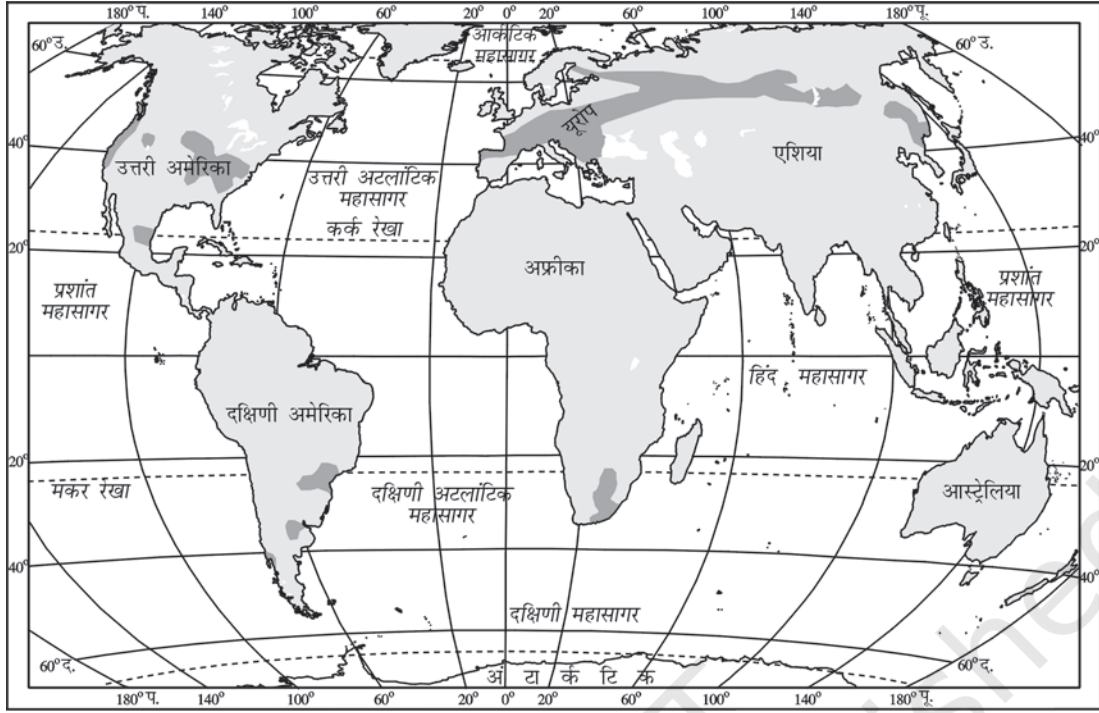 180° प. 140° 100° 60° 20° 0° 20° 60° 100° 140° 180° पू.
60° उ.
आर्कटिक
महासागर
60° उ.
यूरोप
40°
40°
उत्तरी अमेरिका
एशिया
उत्तरी अटलांटिक
महासागर
कर्क रेखा
20°
20°
अफ्रीका
प्रशांत
महासागर
प्रशांत
महासागर
हिंद महासागर
दक्षिणी अमेरिका
20°
20°
मकर रेखा
दक्षिणी अटलांटिक
महासागर
आस्ट्रेलिया
40°
40°
दक्षिणी महासागर
60° द.
60° द.
अंटार्कटिक
180° प. 140° 100° 60° 20° 0° 20° 60° 100° 140° 180° पू.